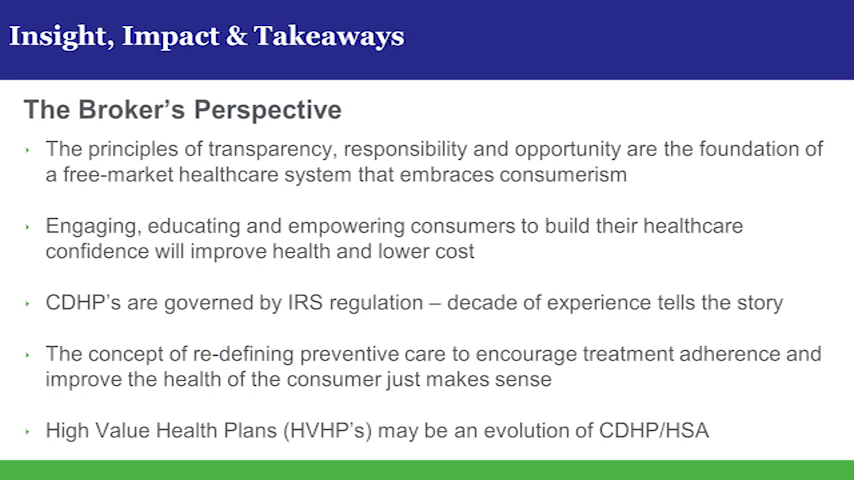 Insight, Impact & Takeaways
The Broker's Perspective
The principles of transparency, responsibility and opportunity are the foundation of
a free-market healthcare system that embraces consumerism
Engaging, educating and empowering consumers to build their healthcare
confidence will improve health and lower cost
CDHP's are governed by IRS regulation – decade of experience tells the story
The concept of re-defining preventive care to encourage treatment adherence and
improve the health of the consumer just makes sense
High Value Health Plans (HVHP's) may be an evolution of CDHP/HSA